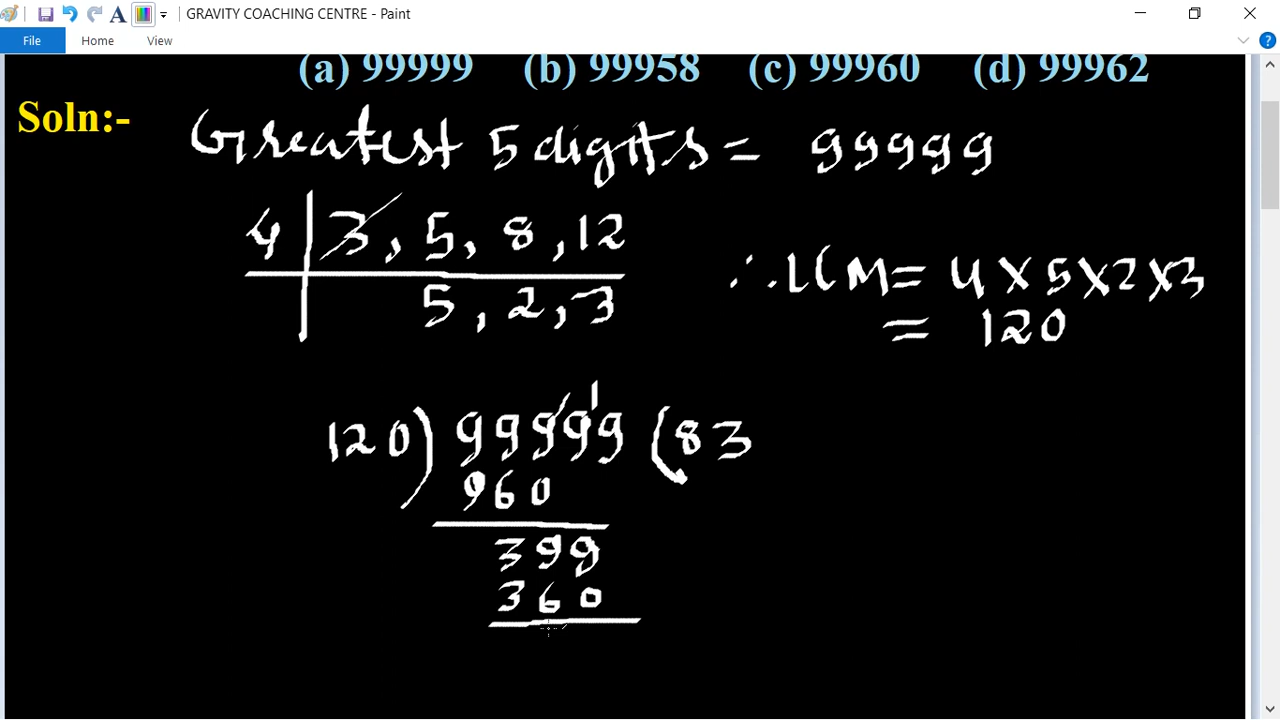 GRAVITY COACHING CENTRE - Paint
File Home View
(a) 99999 (b) 99958 (c) 99960 (d) 99962
Soln:-
Greatest 5 digits = 99999
4 | 3, 5, 8, 12
5, 2, 3
∴ LCM = 4 × 5 × 2 × 3
= 120
1
120) 99999 (83
960
399
360